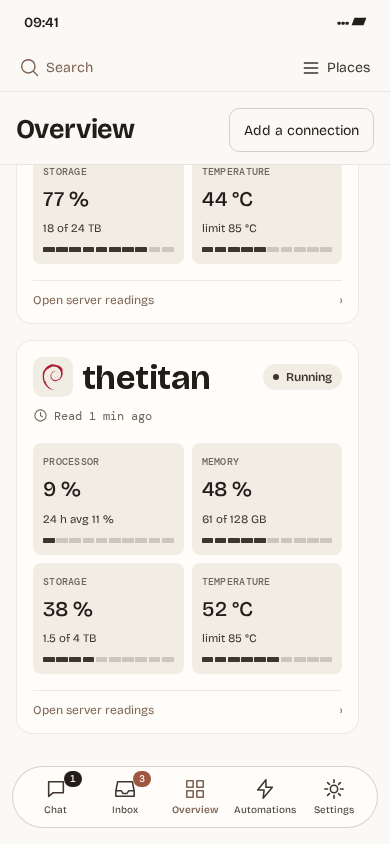 09:41
Search
Places
Overview
Add a connection
STORAGE
77 %
18 of 24 TB
TEMPERATURE
44 °C
limit 85 °C
Open server readings
thetitan
Running
Read 1 min ago
PROCESSOR
9 %
24 h avg 11 %
MEMORY
48 %
61 of 128 GB
STORAGE
38 %
1.5 of 4 TB
TEMPERATURE
52 °C
limit 85 °C
Open server readings
1
3
Chat
Inbox
Overview
Automations
Settings